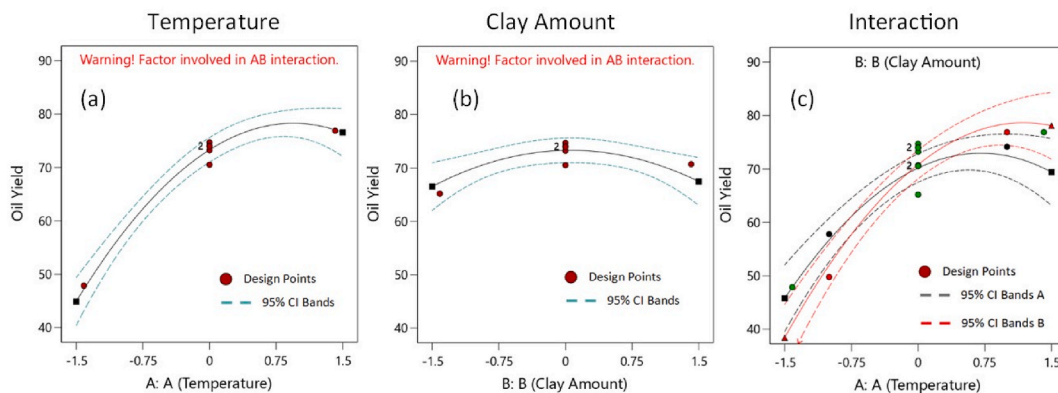 Temperature
Warning! Factor involved in AB interaction.
(a)
Oil Yield
90
80
70
60
50
40
2
Design Points
95% CI Bands
-1.5
-0.75
0
0.75
1.5
A: A (Temperature)
Clay Amount
Warning! Factor involved in AB interaction.
(b)
Oil Yield
90
80
70
60
50
40
2
Design Points
95% CI Bands
-1.5
-0.75
0
0.75
1.5
B: B (Clay Amount)
Interaction
B: B (Clay Amount)
(c)
Oil Yield
90
80
70
60
50
40
2
2
Design Points
95% CI Bands A
95% CI Bands B
-1.5
-0.75
0
0.75
1.5
A: A (Temperature)